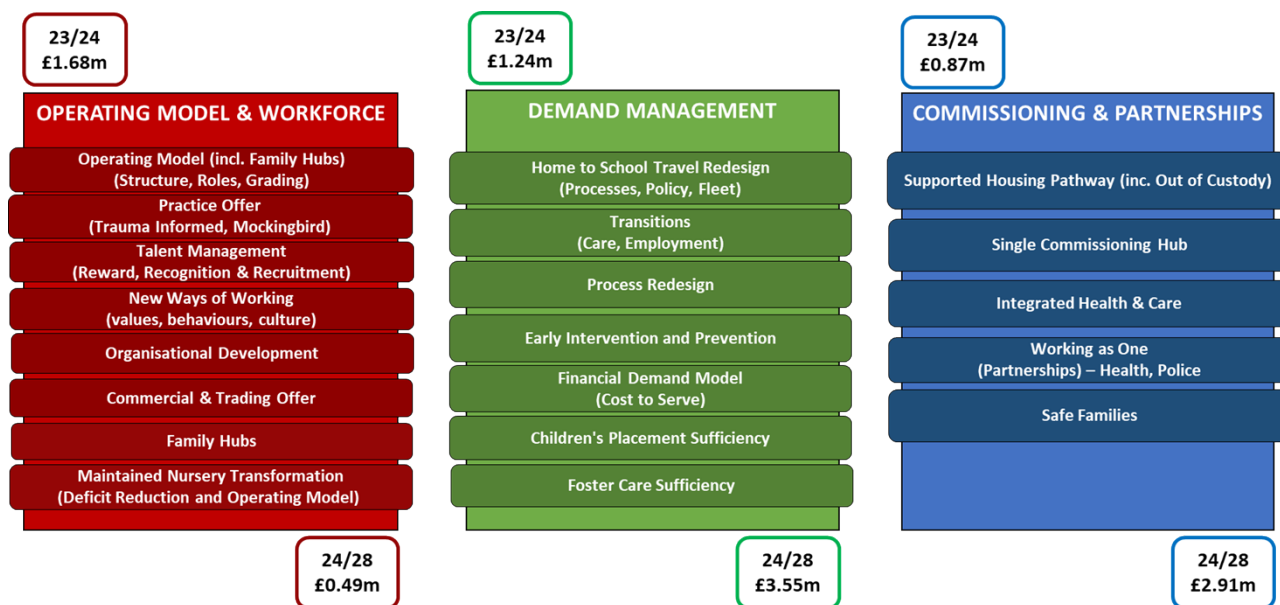 23/24
£1.68m
OPERATING MODEL & WORKFORCE
Operating Model (incl. Family Hubs)
(Structure, Roles, Grading)
Practice Offer
(Trauma Informed, Mockingbird)
Talent Management
(Reward, Recognition & Recruitment)
New Ways of Working
(values, behaviours, culture)
Organisational Development
Commercial & Trading Offer
Family Hubs
Maintained Nursery Transformation
(Deficit Reduction and Operating Model)
24/28
£0.49m
23/24
£1.24m
DEMAND MANAGEMENT
Home to School Travel Redesign
(Processes, Policy, Fleet)
Transitions
(Care, Employment)
Process Redesign
Early Intervention and Prevention
Financial Demand Model
(Cost to Serve)
Children's Placement Sufficiency
Foster Care Sufficiency
24/28
£3.55m
23/24
£0.87m
COMMISSIONING & PARTNERSHIPS
Supported Housing Pathway (inc. Out of Custody)
Single Commissioning Hub
Integrated Health & Care
Working as One
(Partnerships) – Health, Police
Safe Families
24/28
£2.91m